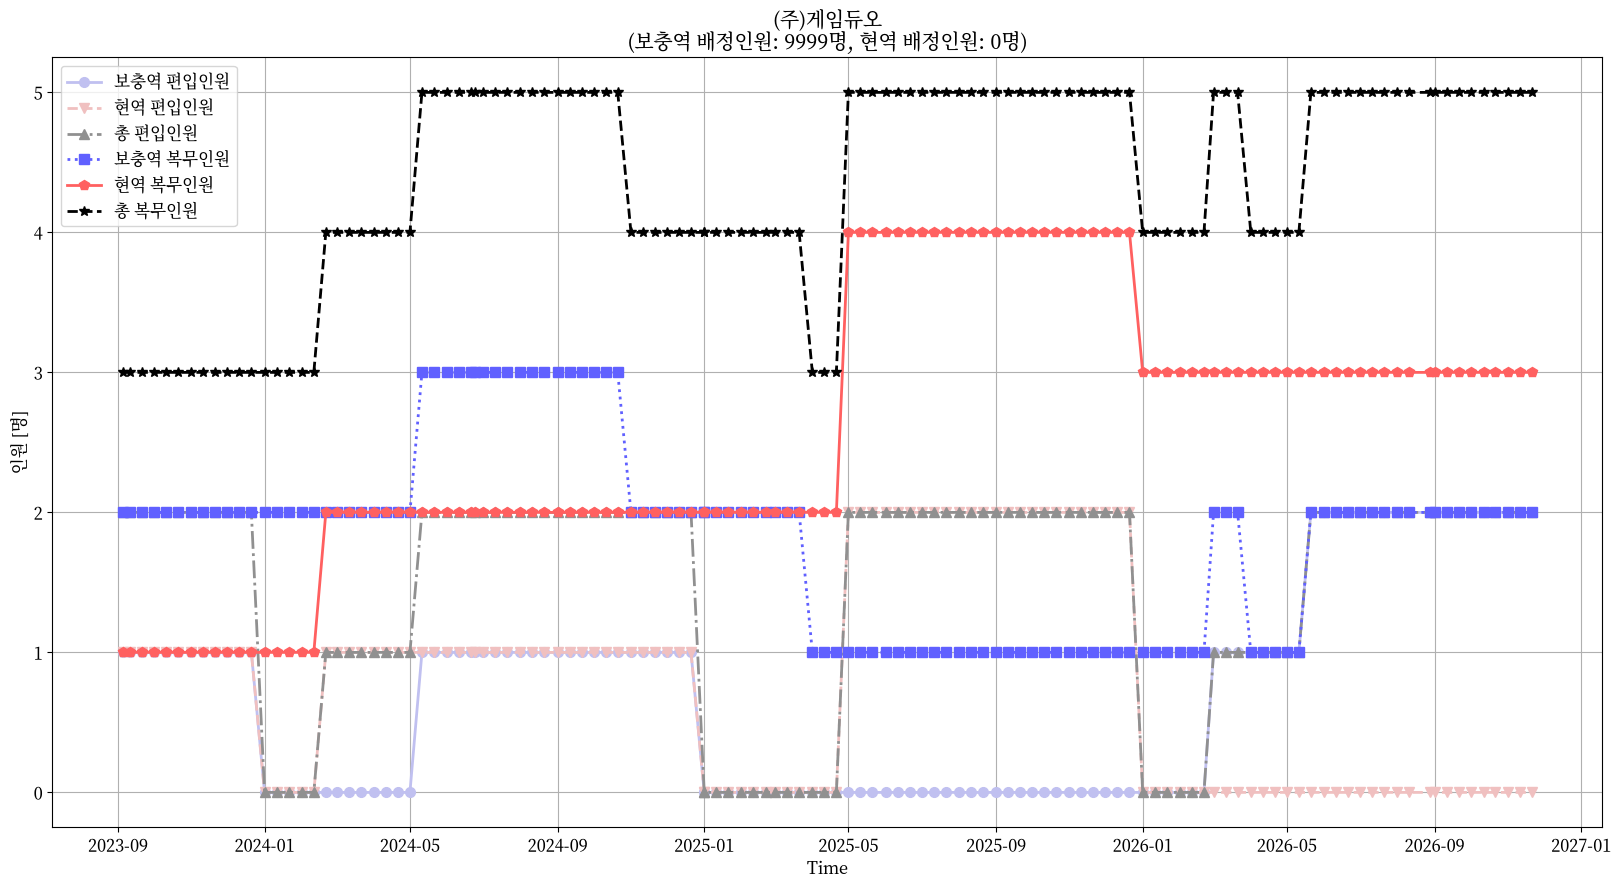 (주)게임듀오
(보충역 배정인원: 9999명, 현역 배정인원: 0명)
보충역 편입인원
현역 편입인원
총 편입인원
보충역 복무인원
현역 복무인원
총 복무인원
인원 [명]
5
4
3
2
1
0
2023-09 2024-01 2024-05 2024-09 2025-01 2025-05 2025-09 2026-01 2026-05 2026-09 2027-01
Time